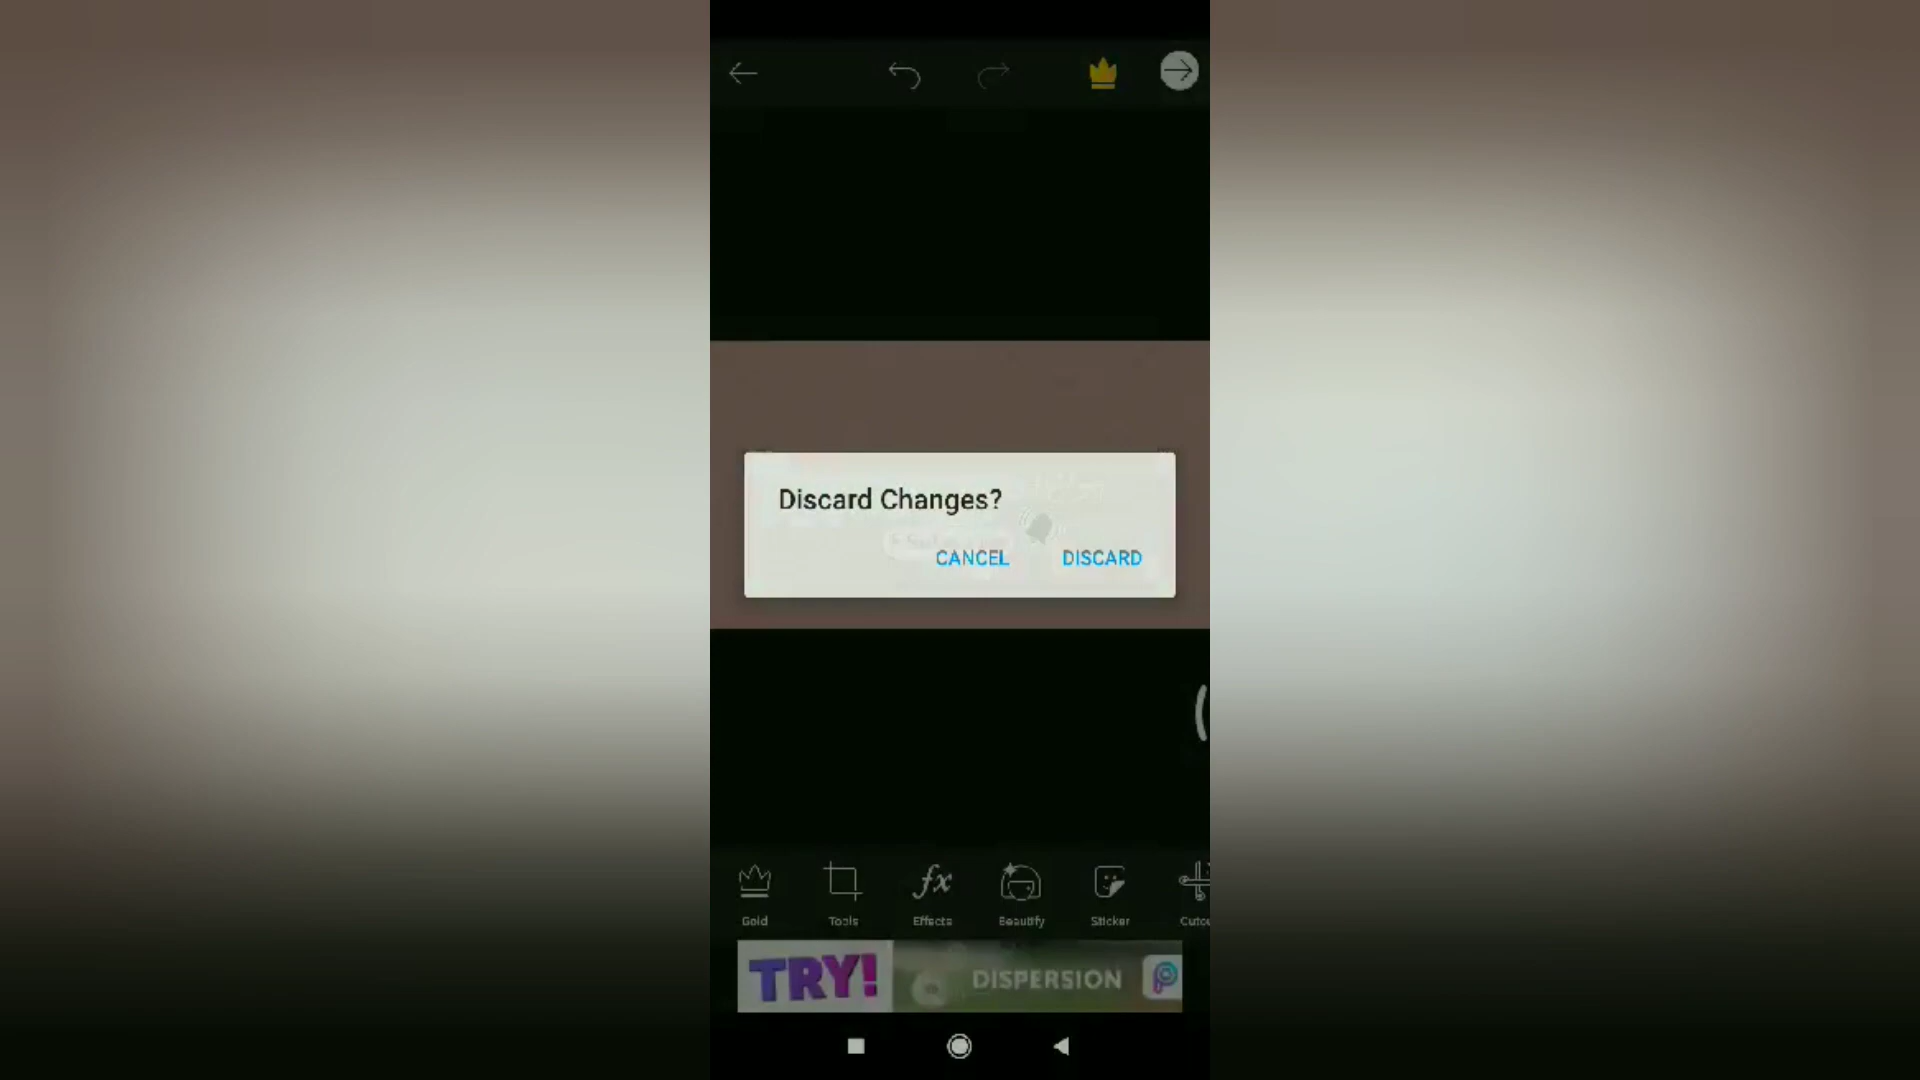 Discard Changes?
CANCEL DISCARD
Gold Tools Effects Beautify Sticker
TRY! DISPERSION